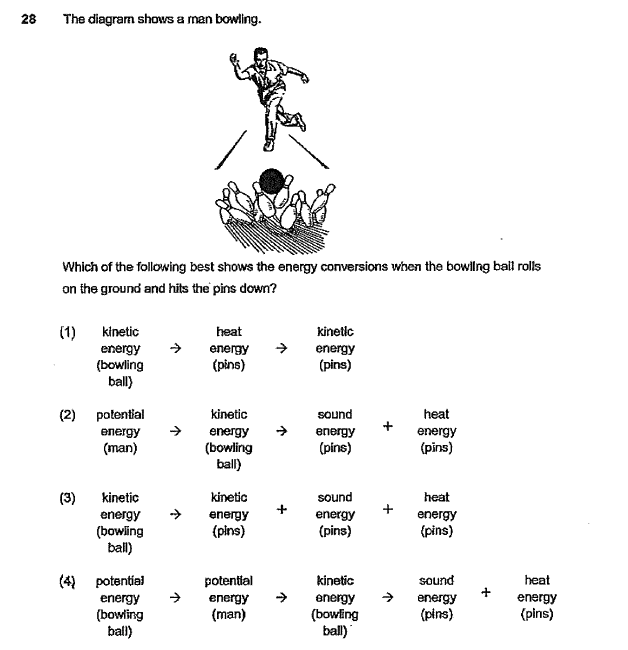 28 The diagram shows a man bowling.
Which of the following best shows the energy conversions when the bowling ball rolls
on the ground and hits the pins down?
(1) kinetic heat kinetic
energy → energy → energy
(bowling (pins) (pins)
ball)
(2) potential kinetic sound heat
energy → energy → energy + energy
(man) (bowling (pins) (pins)
ball)
(3) kinetic kinetic sound heat
energy → energy + energy + energy
(bowling (pins) (pins) (pins)
ball)
(4) potential potential kinetic sound heat
energy → energy → energy → energy + energy
(bowling (man) (bowling (pins) (pins)
ball) ball)